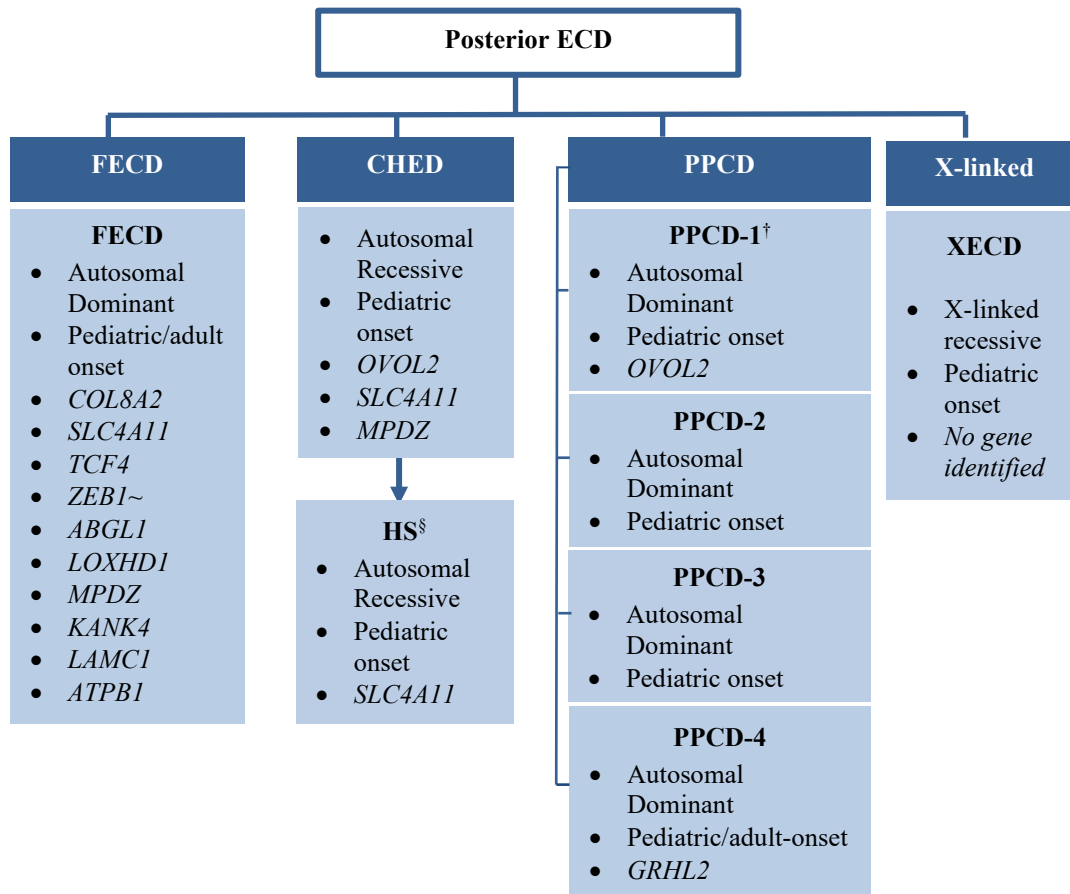 Posterior ECD
FECD
FECD
• Autosomal
Dominant
• Pediatric/adult
onset
• COL8A2
• SLC4A11
• TCF4
• ZEB1~
• ABGL1
• LOXHD1
• MPDZ
• KANK4
• LAMC1
• ATPB1
CHED
• Autosomal
Recessive
• Pediatric
onset
• OVOL2
• SLC4A11
• MPDZ
HS§
• Autosomal
Recessive
• Pediatric
onset
• SLC4A11
PPCD
PPCD-1†
• Autosomal
Dominant
• Pediatric onset
• OVOL2
PPCD-2
• Autosomal
Dominant
• Pediatric onset
PPCD-3
• Autosomal
Dominant
• Pediatric onset
PPCD-4
• Autosomal
Dominant
• Pediatric/adult-onset
• GRHL2
X-linked
XECD
• X-linked
recessive
• Pediatric
onset
• No gene
identified